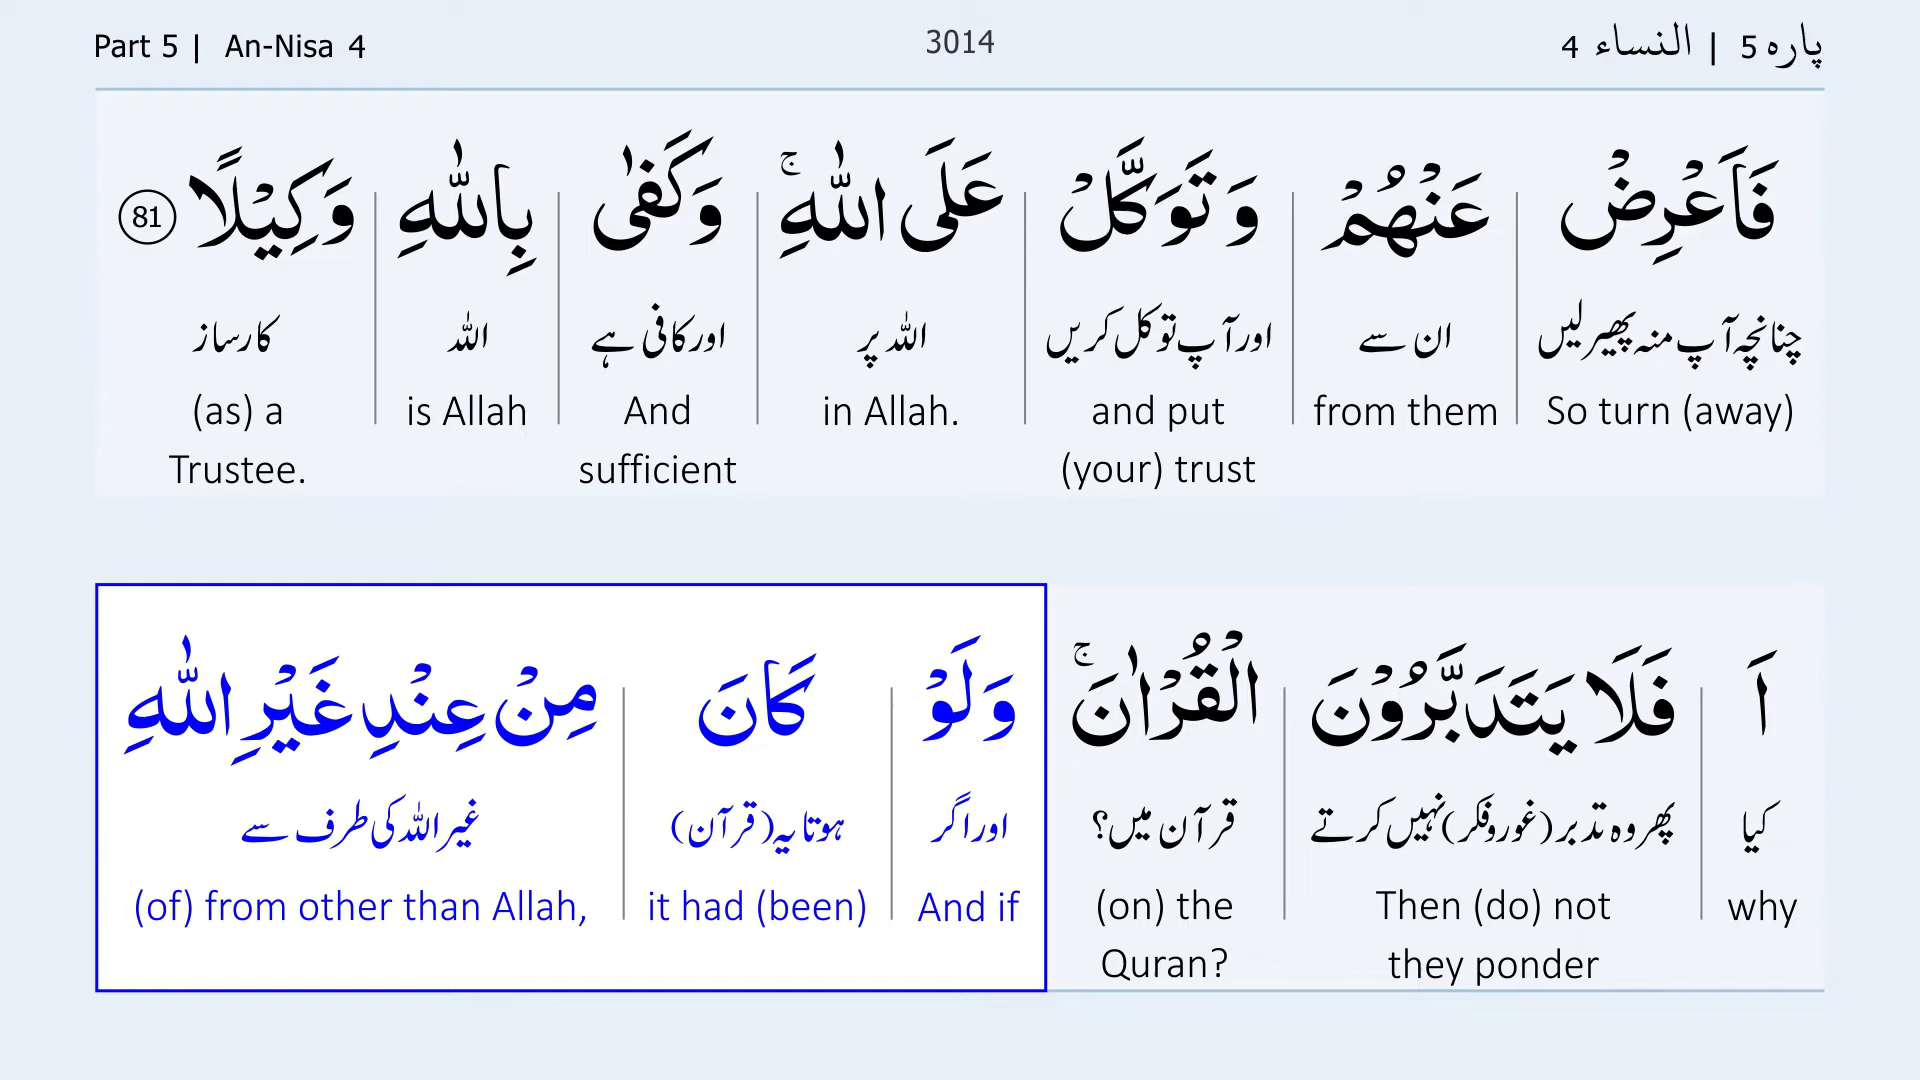 Part 5 | An-Nisa 4
3014
پارہ 5 | النساء 4
فَاَعْرِضْ عَنْهُمْ وَ تَوَكَّلْ عَلَى اللّٰهِ ۚ وَكَفٰى بِاللّٰهِ وَكِيْلًا 81
چنانچہ آپ منہ پھیر لیں ان سے اور آپ توکل کریں اللہ پر اور کافی ہے اللہ کارساز
So turn (away) from them and put in Allah. And is Allah (as) a
(your) trust sufficient Trustee.
اَ فَلَا يَتَدَبَّرُوْنَ الْقُرْاٰنَ ۚ وَ لَوْ كَانَ مِنْ عِنْدِ غَيْرِ اللّٰهِ
کیا پھر وہ تدبر (غوروفکر) نہیں کرتے قرآن میں؟ اور اگر ہوتا یہ (قرآن) غیر اللہ کی طرف سے
why Then (do) not (on) the And if it had (been) (of) from other than Allah,
they ponder Quran?